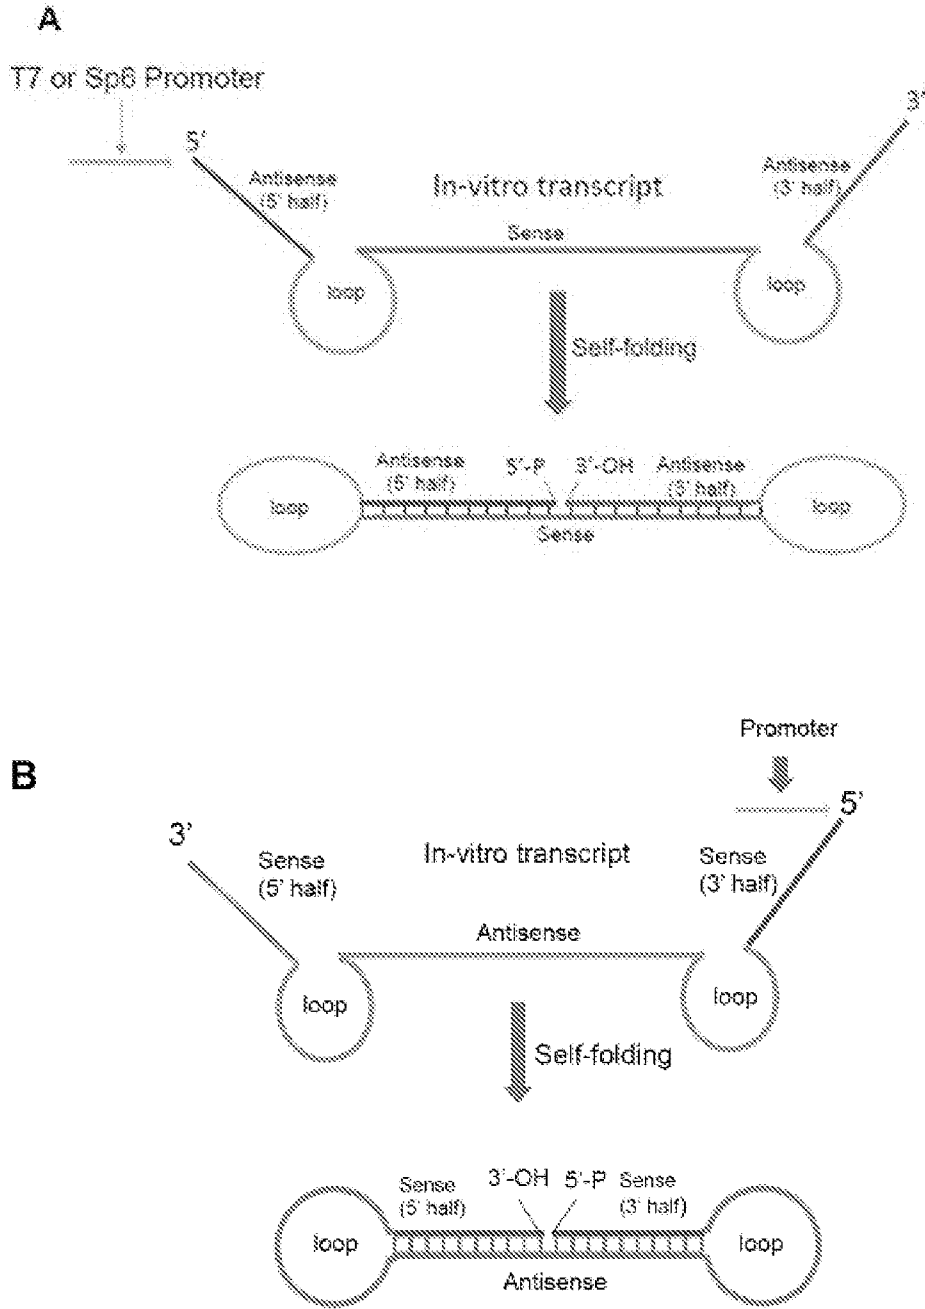 A
T7 or Sp6 Promoter
5'
3'
Antisense
(5' half)
In-vitro transcript
Antisense
(3' half)
Sense
loop
loop
Self-folding
Antisense
(5' half)
5'-P
3'-OH
Antisense
(3' half)
loop
loop
Sense
Promoter
B
5'
3'
Sense
(5' half)
In-vitro transcript
Sense
(3' half)
Antisense
loop
loop
Self-folding
Sense
(5' half)
3'-OH
5'-P
Sense
(3' half)
loop
loop
Antisense